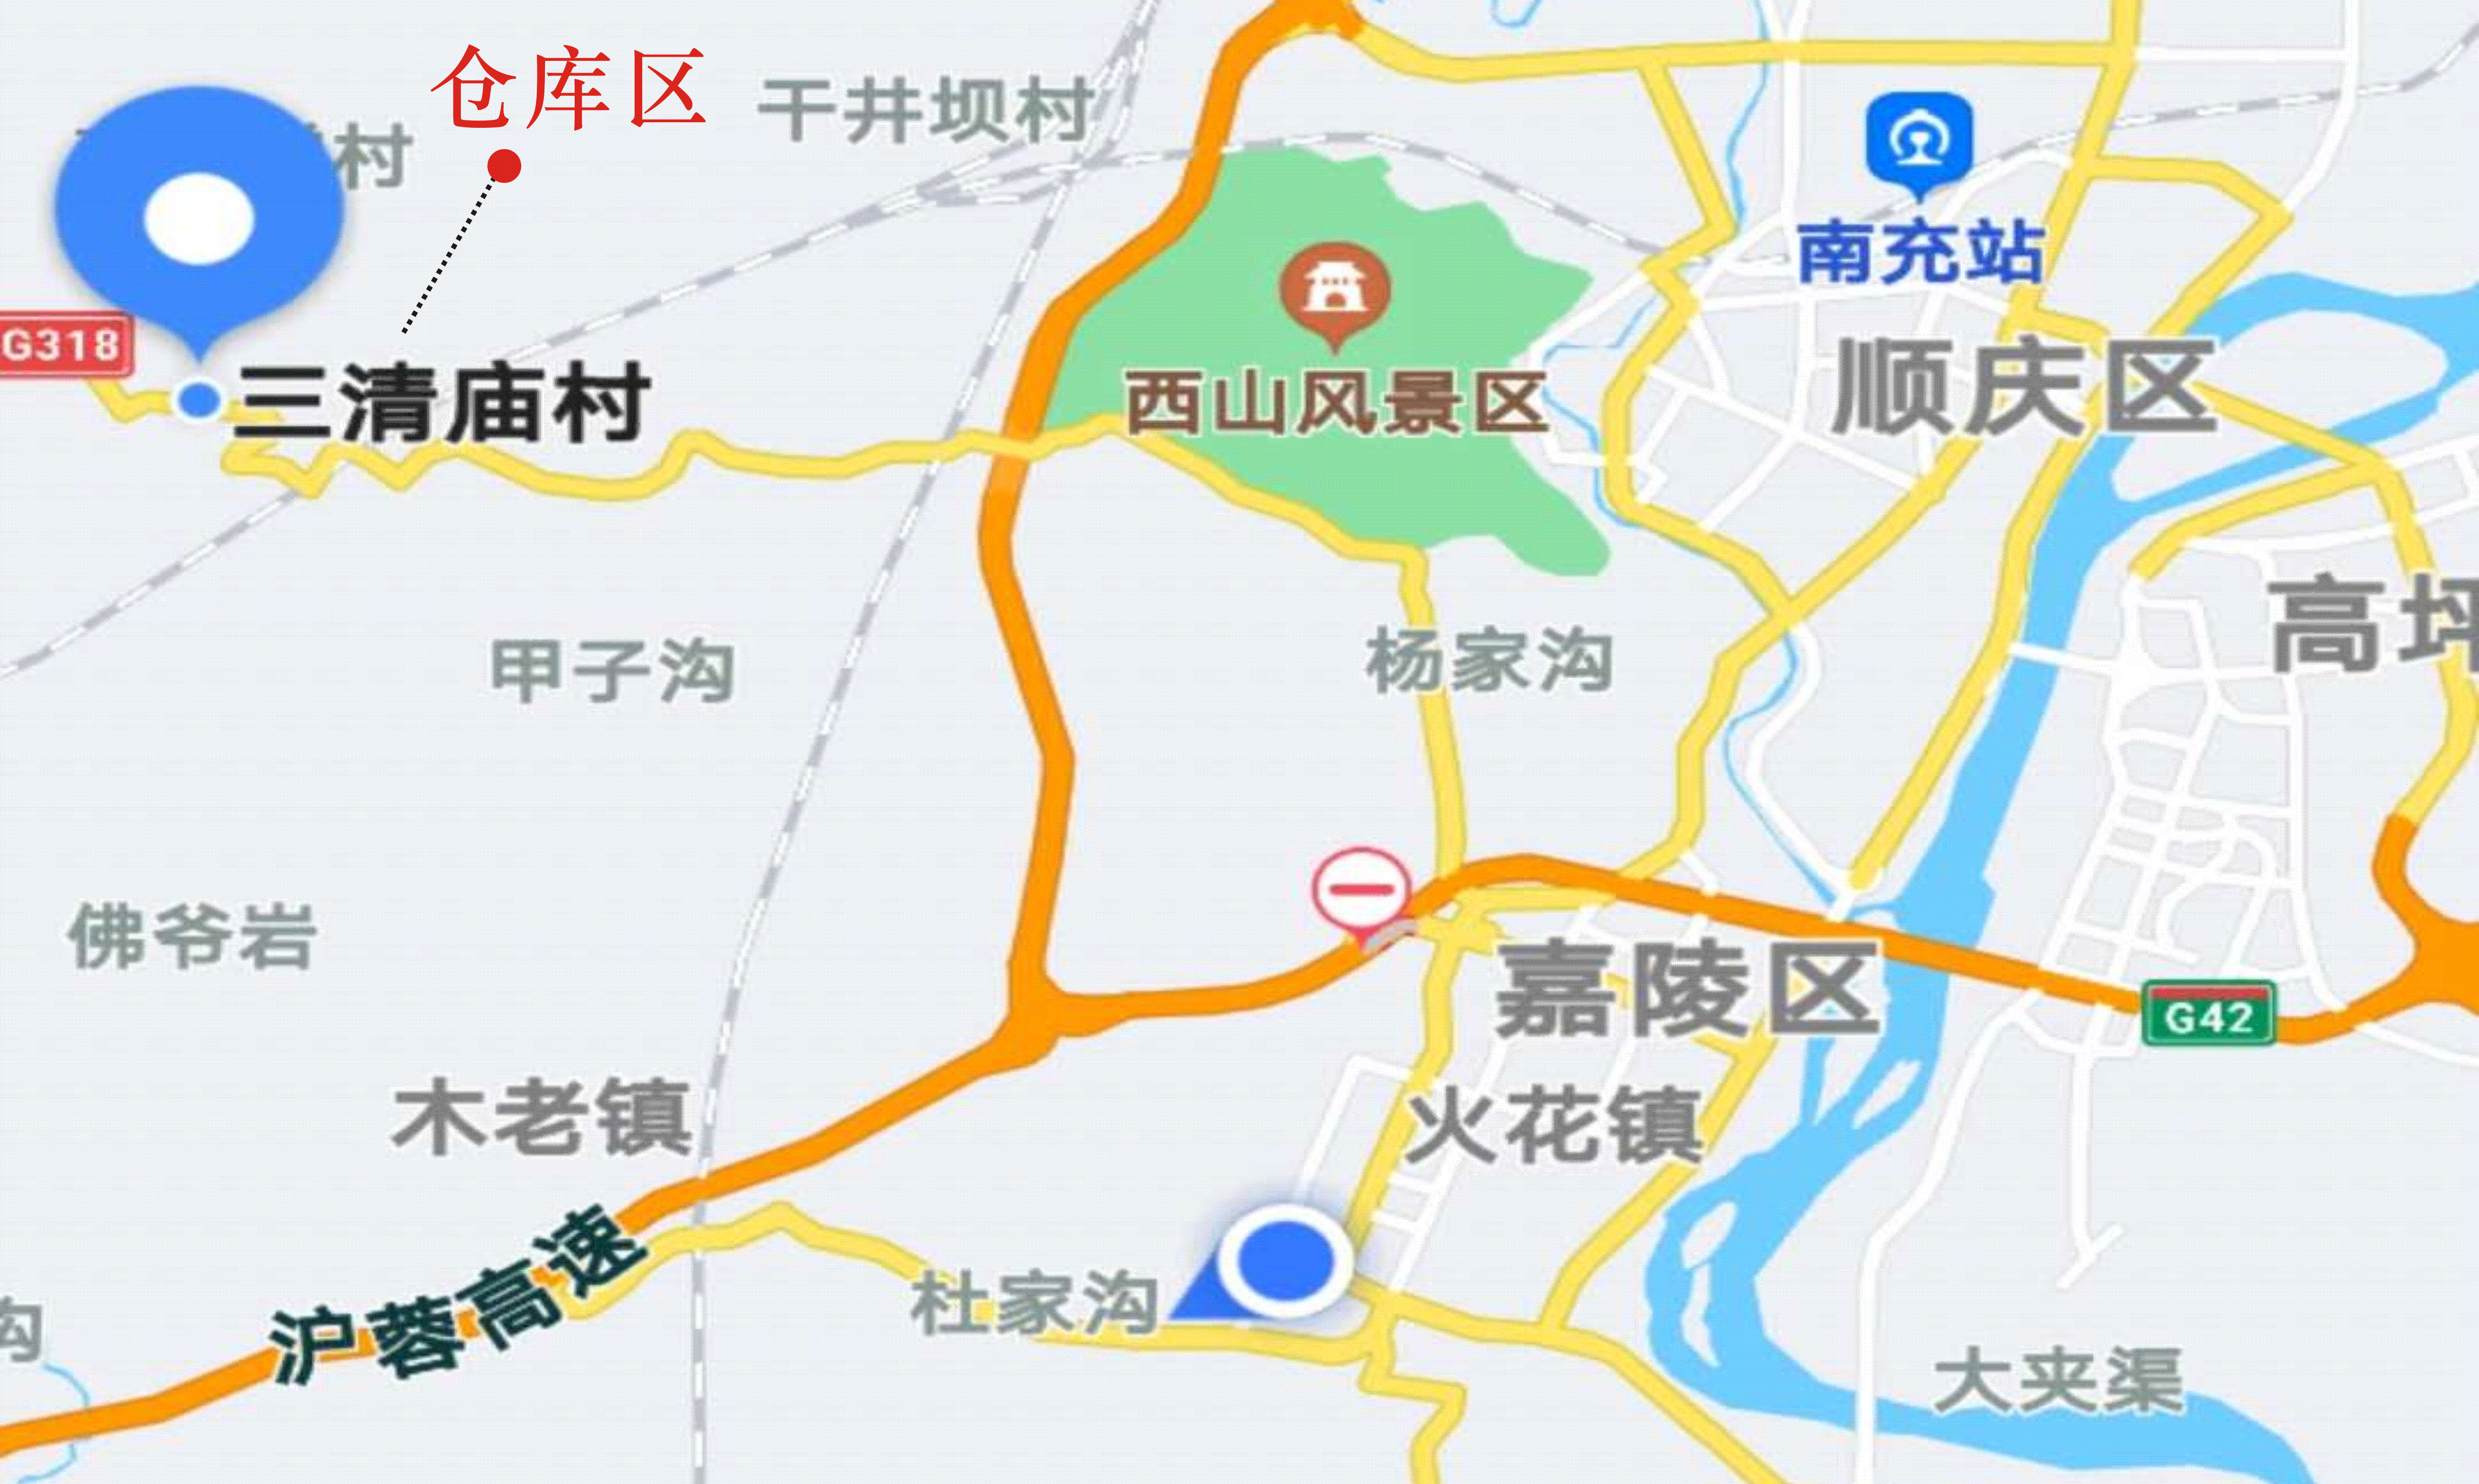 仓库区
干井坝村
村
南充站
G318
三清庙村
西山风景区
顺庆区
高坪
甲子沟
杨家沟
佛爷岩
嘉陵区
G42
木老镇
火花镇
沪蓉高速
杜家沟
沟
大夹渠